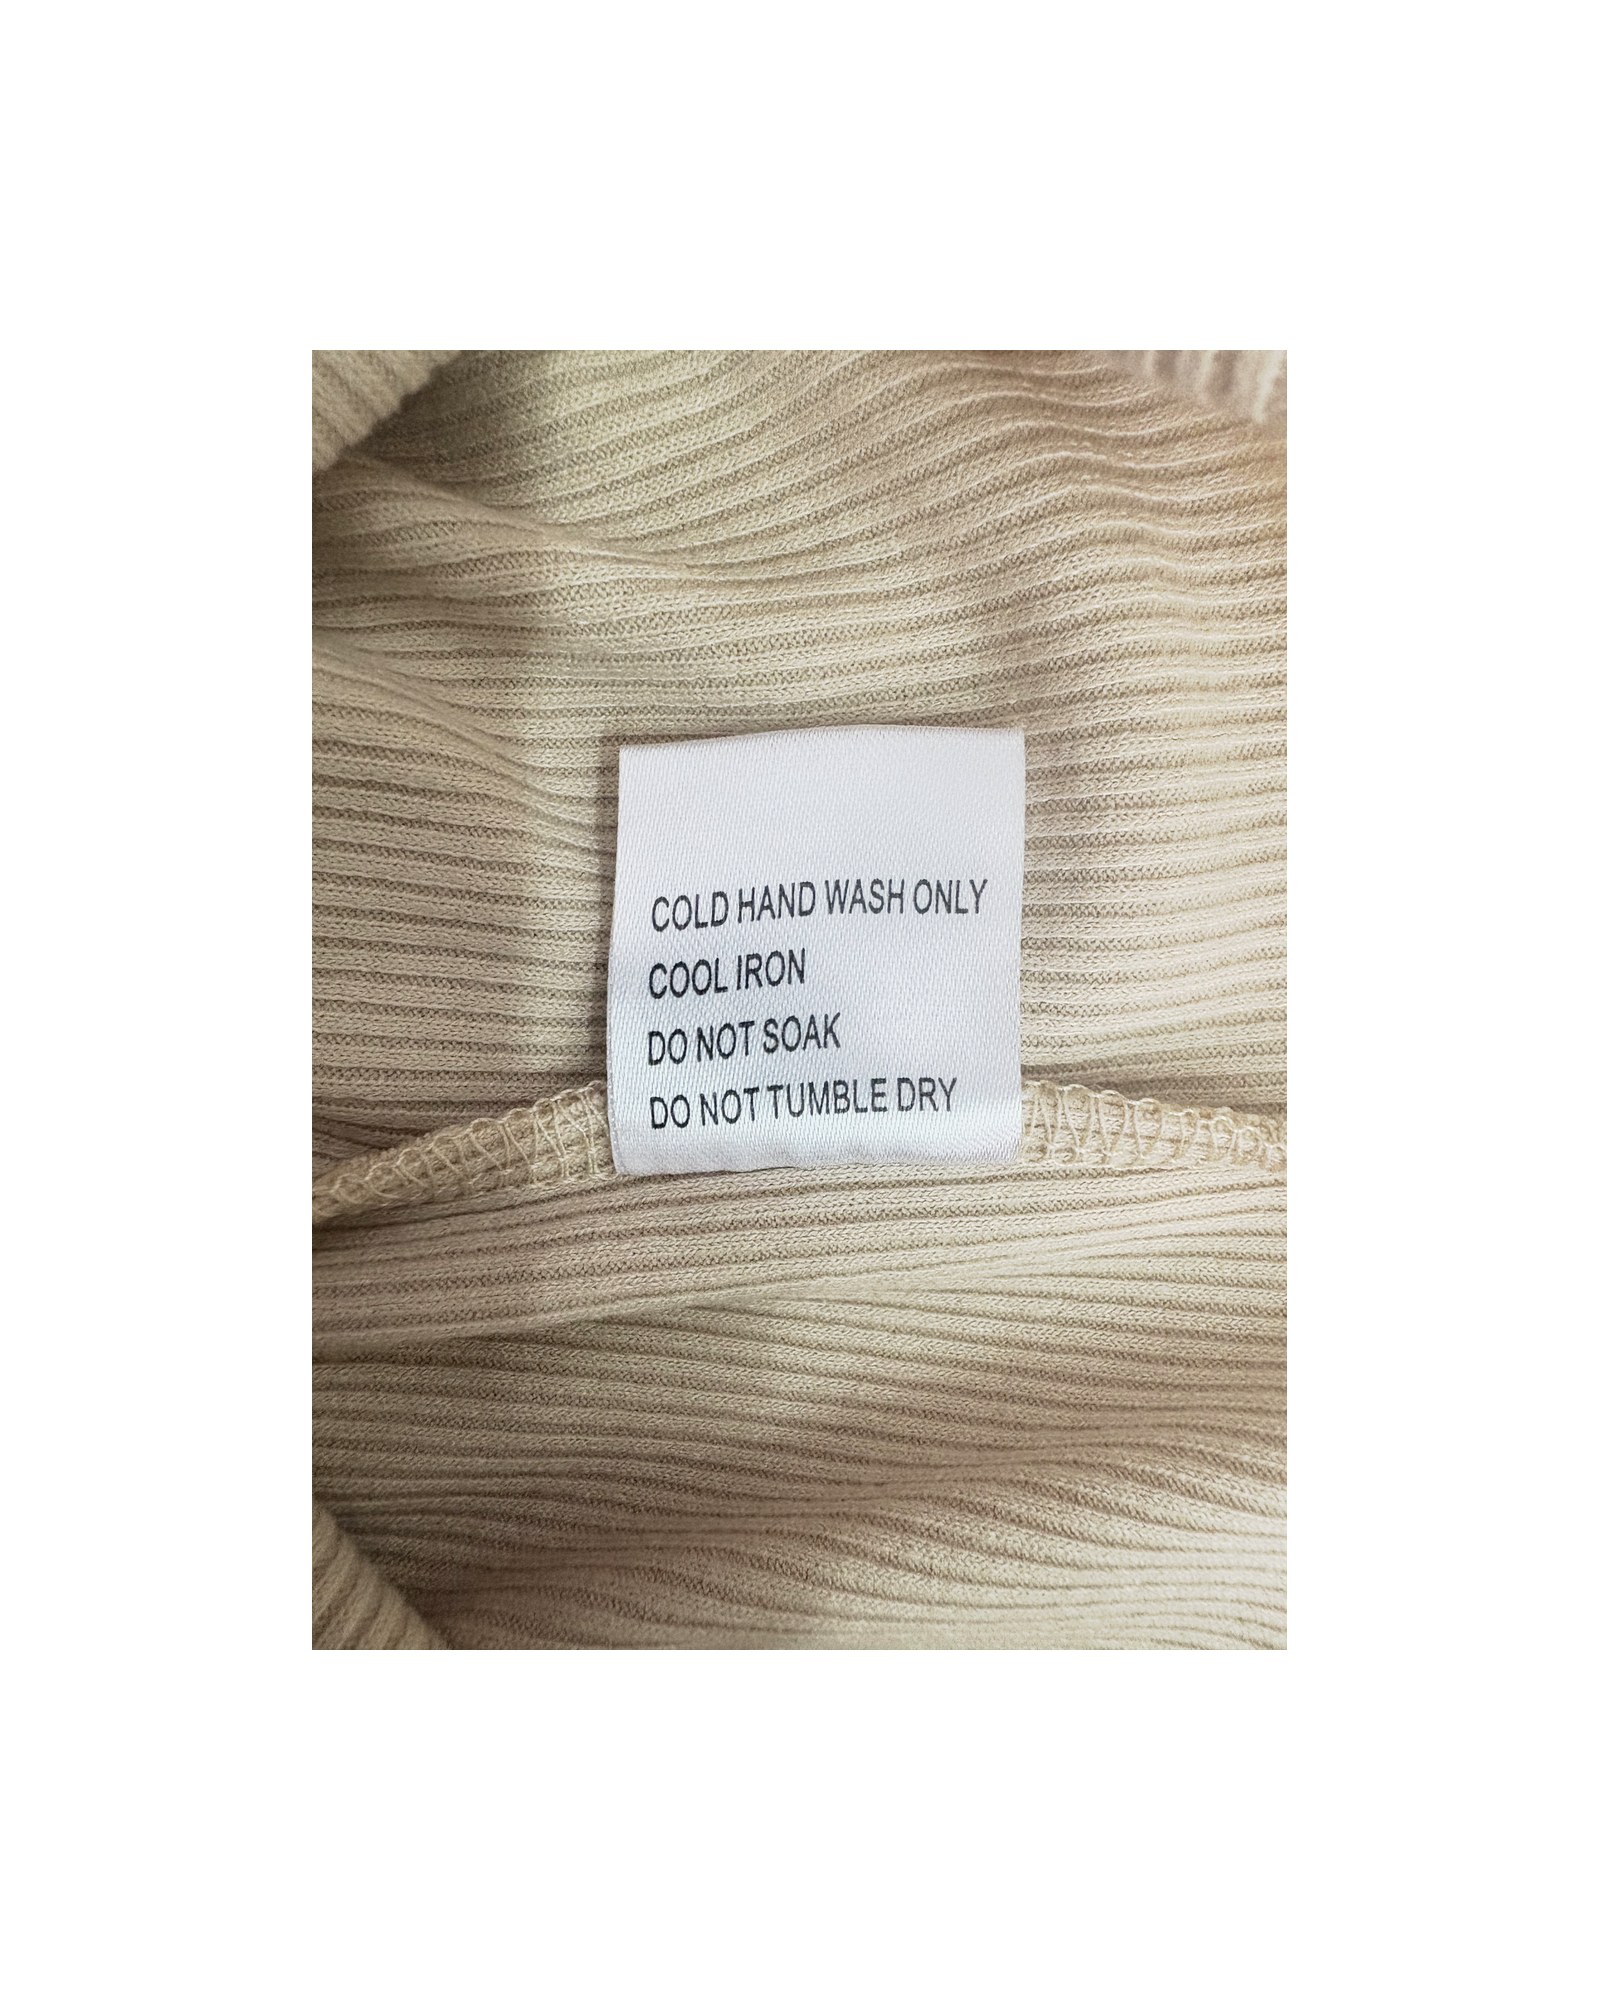 COLD HAND WASH ONLY
COOL IRON
DO NOT SOAK
DO NOT TUMBLE DRY